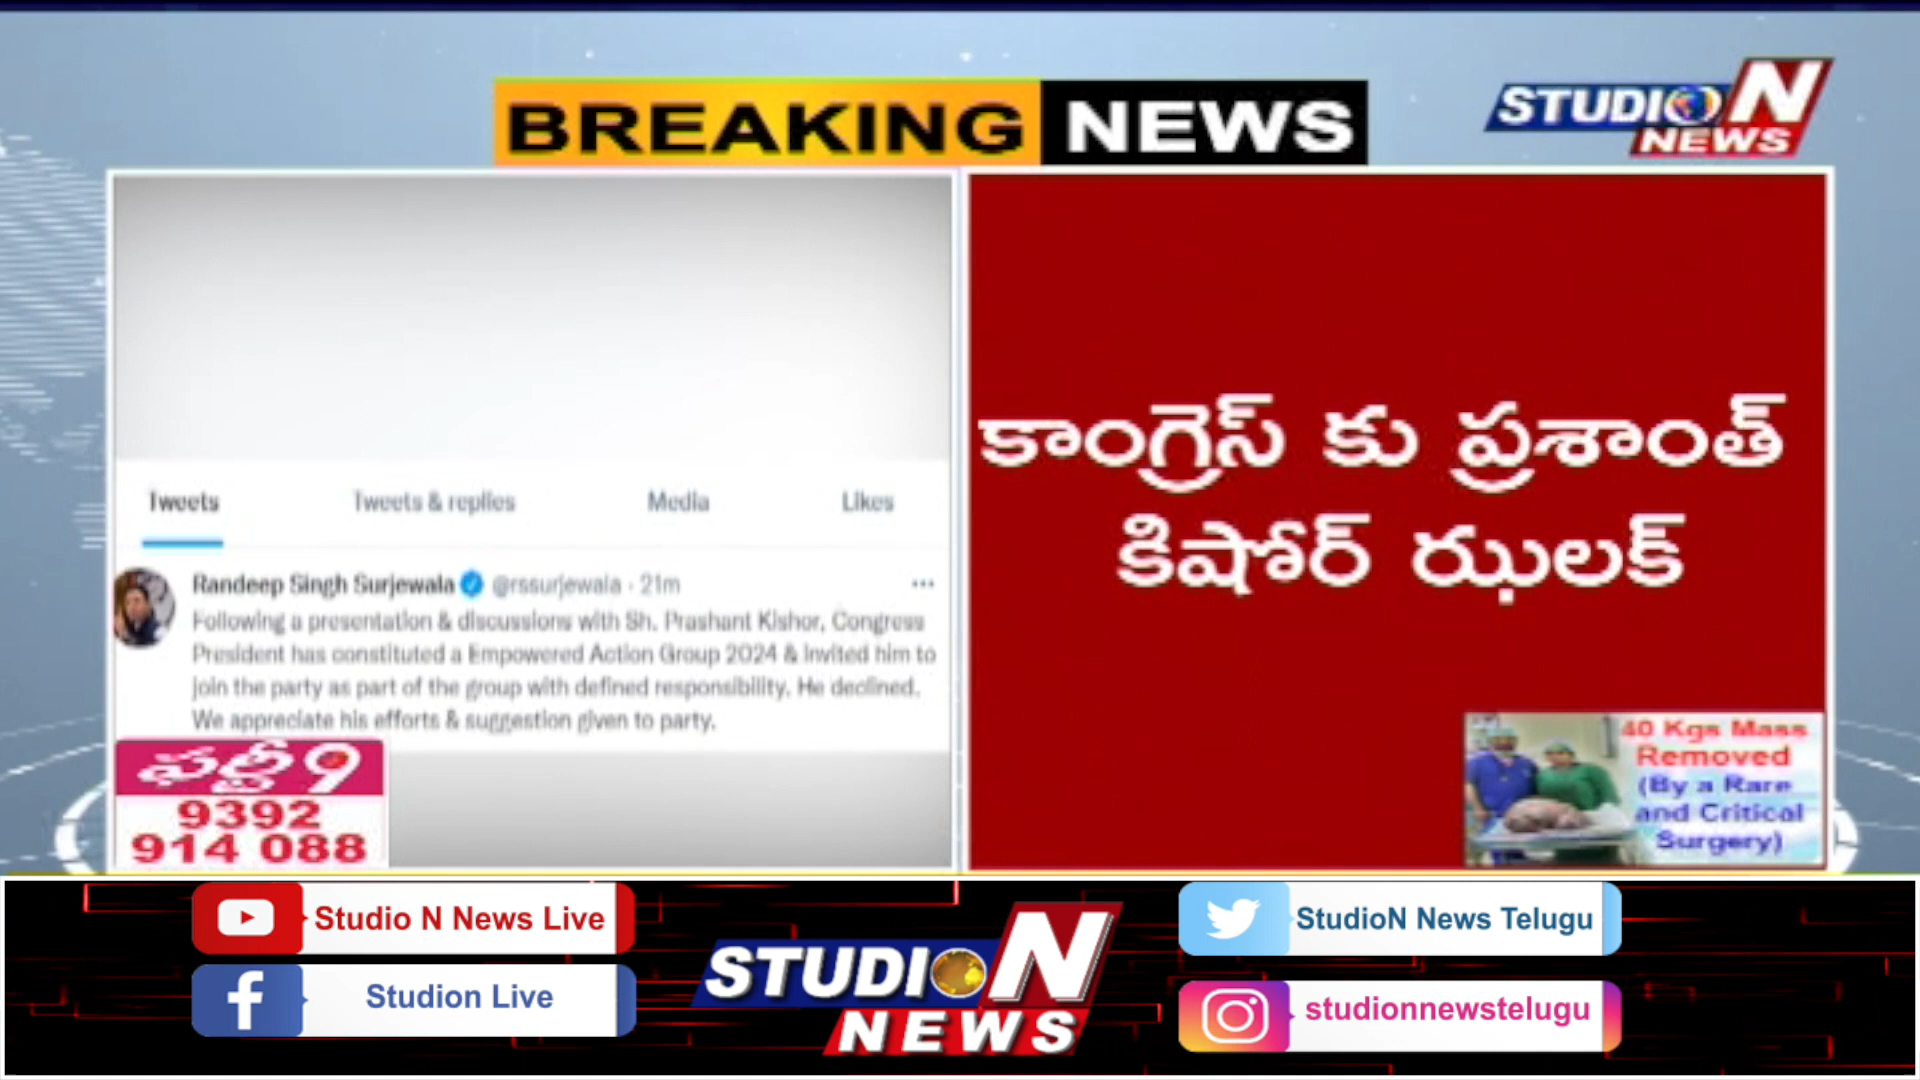 BREAKING NEWS
STUDIO N
NEWS
Tweets Tweets & replies Media Likes
Randeep Singh Surjewala @rssurjewala · 21m
Following a presentation & discussions with Sh. Prashant Kishor, Congress
President has constituted a Empowered Action Group 2024 & invited him to
join the party as part of the group with defined responsibility. He declined.
We appreciate his efforts & suggestion given to party.
ఫర్టీ 9
9392
914 088
కాంగ్రెస్ కు ప్రశాంత్
కిషోర్ ఝలక్
40 Kgs Mass
Removed
(By a Rare
and Critical
Surgery)
Studio N News Live
Studion Live
STUDIO N
NEWS
StudioN News Telugu
studionnewstelugu